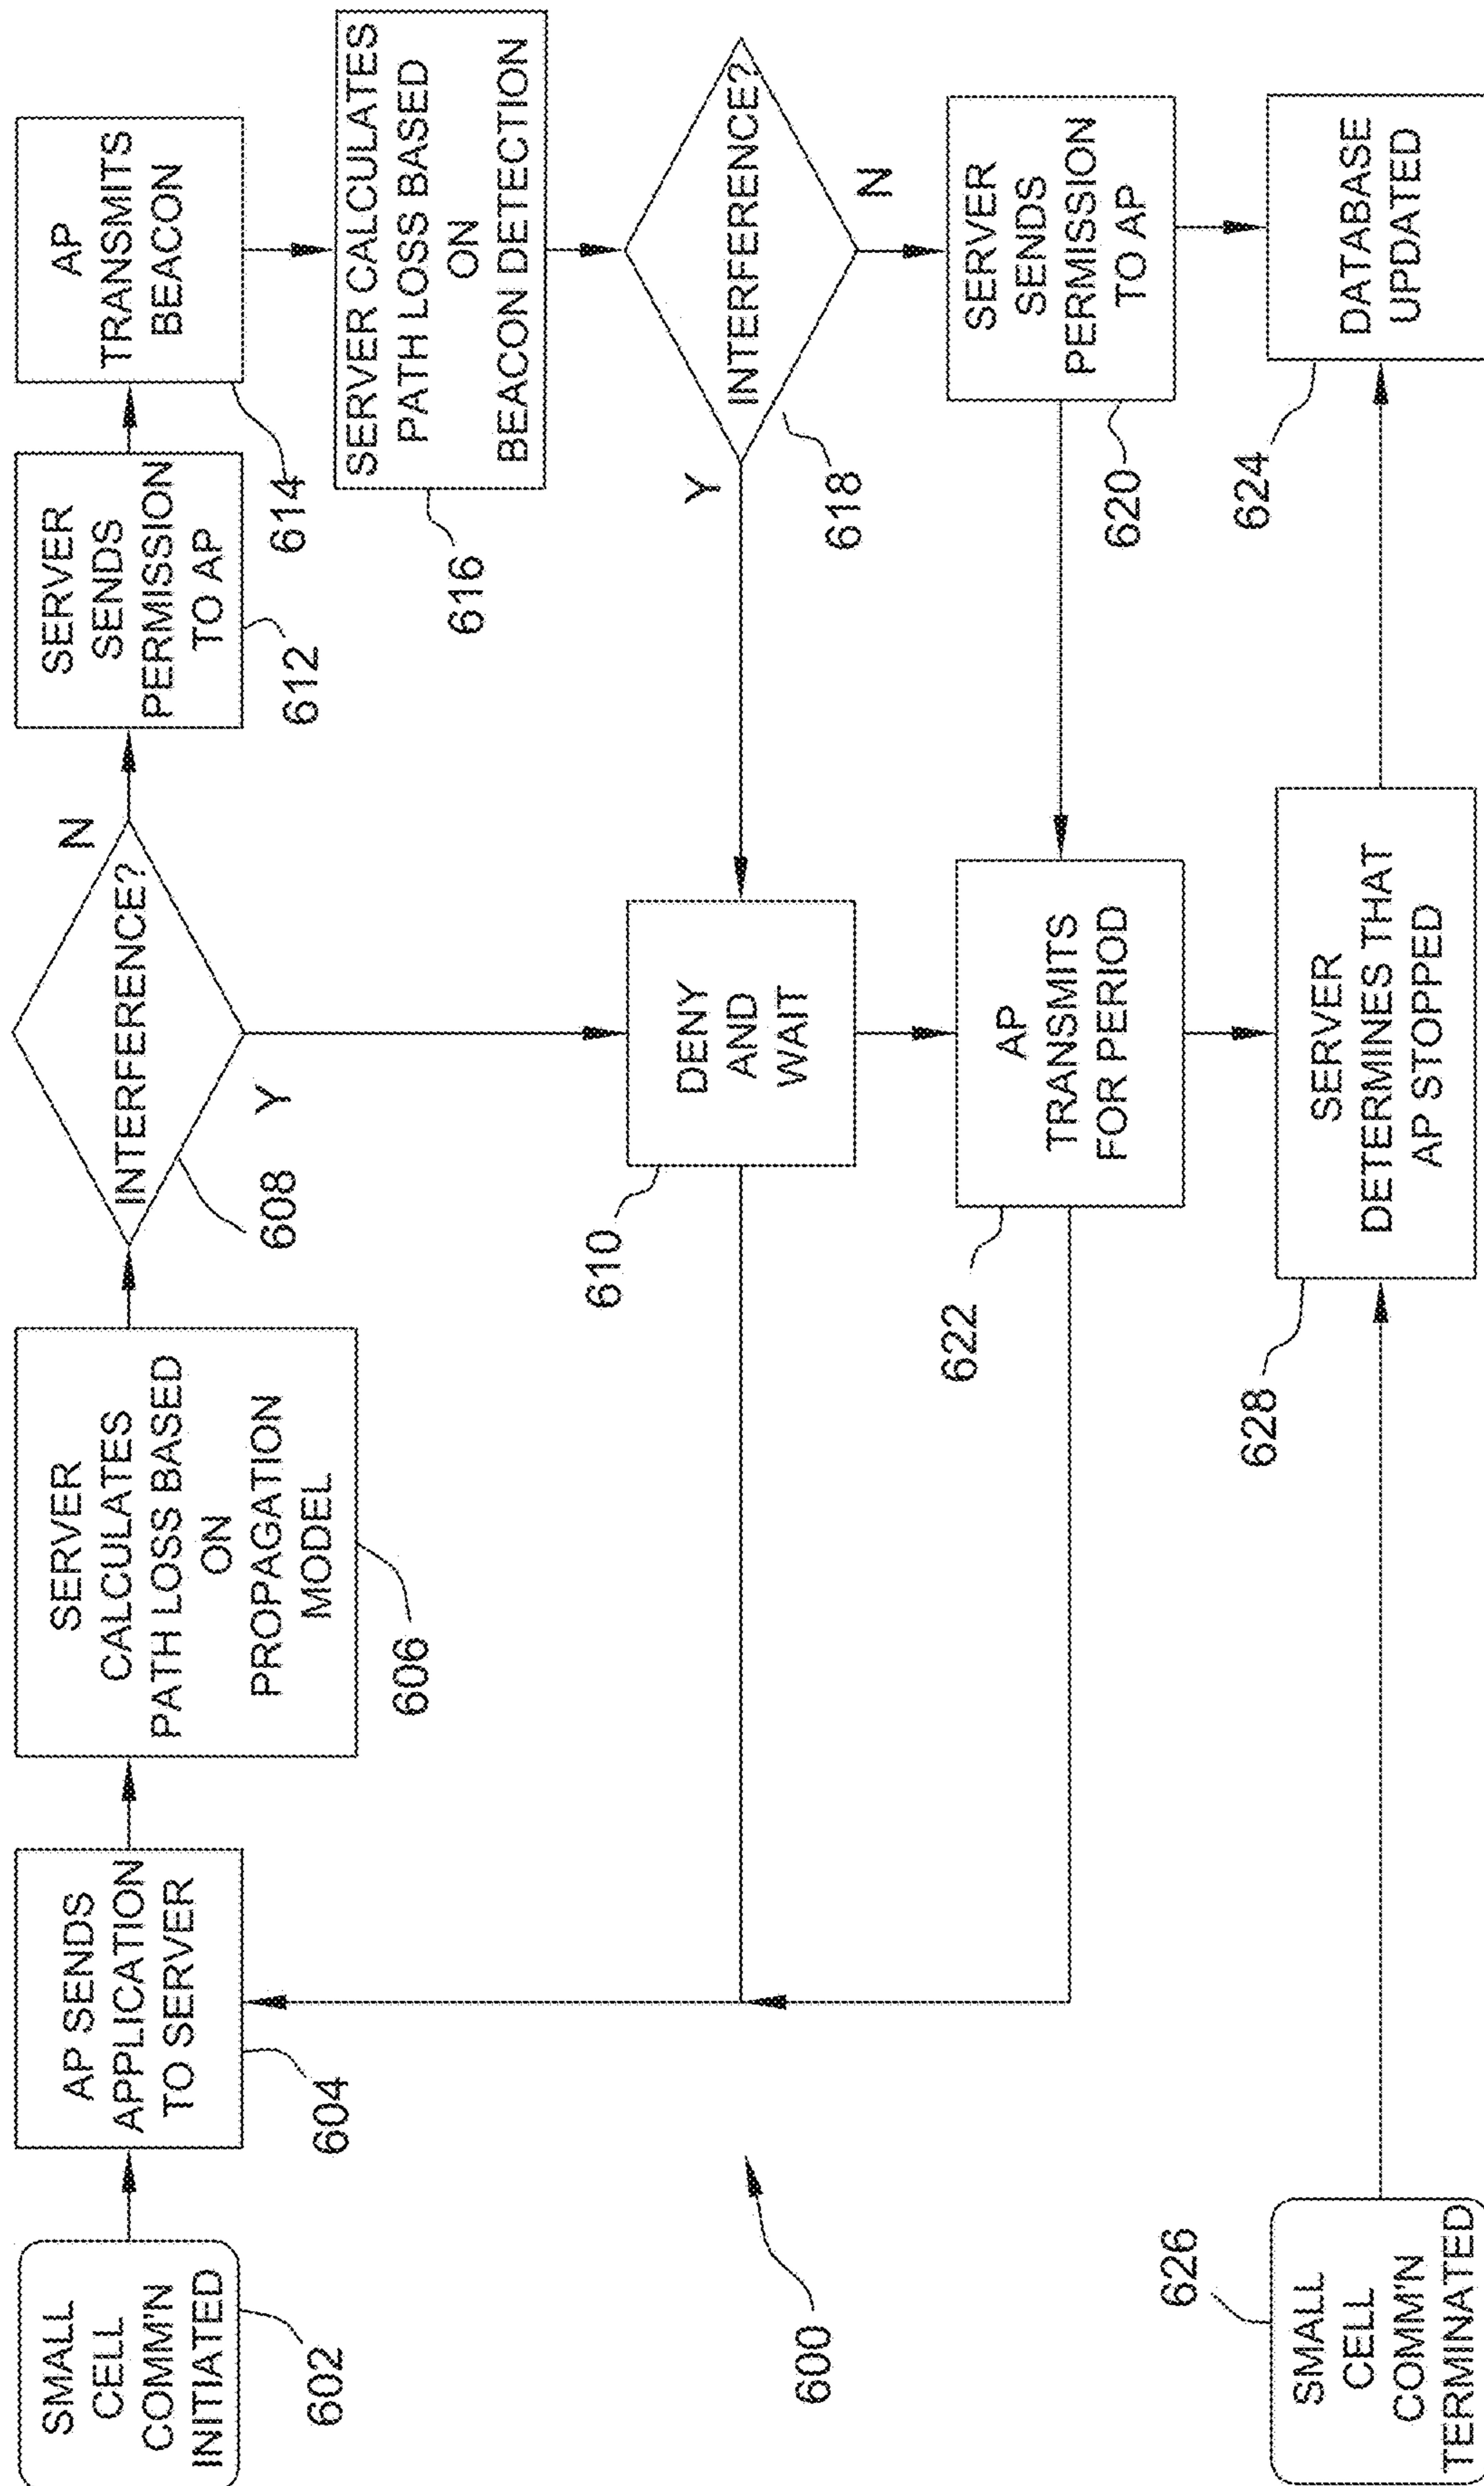 SMALL
CELL
COMM'N
INITIATED
602
AP SENDS
APPLICATION
TO SERVER
604
SERVER
CALCULATES
PATH LOSS BASED
ON
PROPAGATION
MODEL
606
INTERFERENCE?
608
N
Y
SERVER
SENDS
PERMISSION
TO AP
612
AP
TRANSMITS
BEACON
614
SERVER CALCULATES
PATH LOSS BASED
ON
BEACON DETECTION
616
INTERFERENCE?
618
Y
N
DENY
AND
WAIT
610
SERVER
SENDS
PERMISSION
TO AP
620
AP
TRANSMITS
FOR PERIOD
622
DATABASE
UPDATED
624
600
SMALL
CELL
COMM'N
TERMINATED
626
SERVER
DETERMINES THAT
AP STOPPED
628